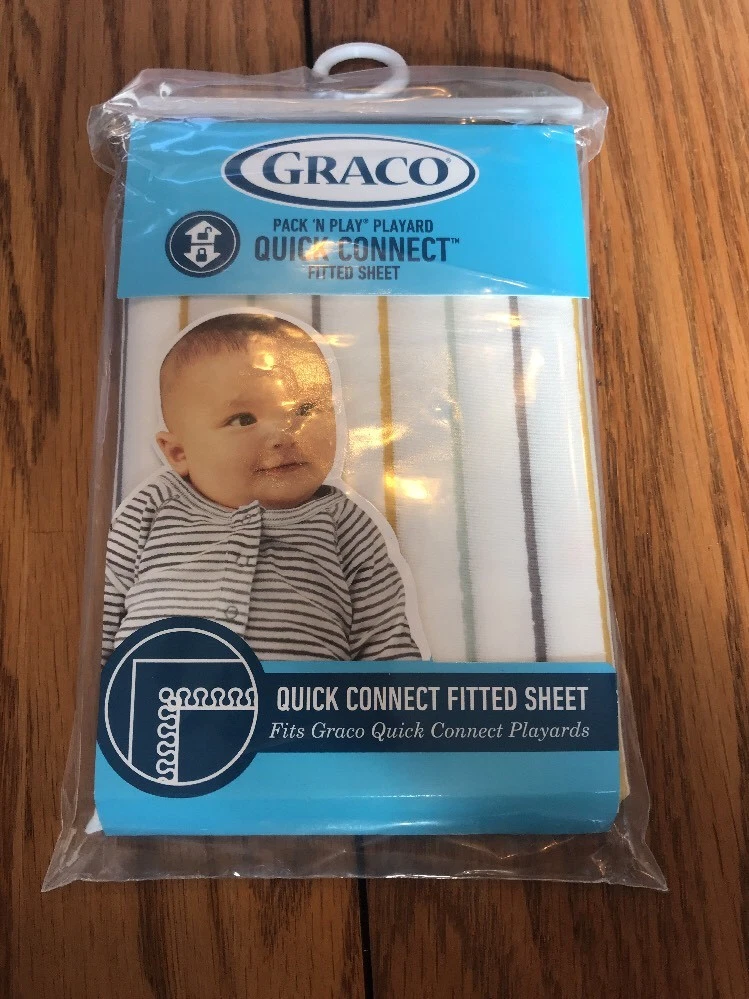 GRACO®
PACK 'N PLAY® PLAYARD
QUICK CONNECT™
FITTED SHEET
QUICK CONNECT FITTED SHEET
Fits Graco Quick Connect Playards